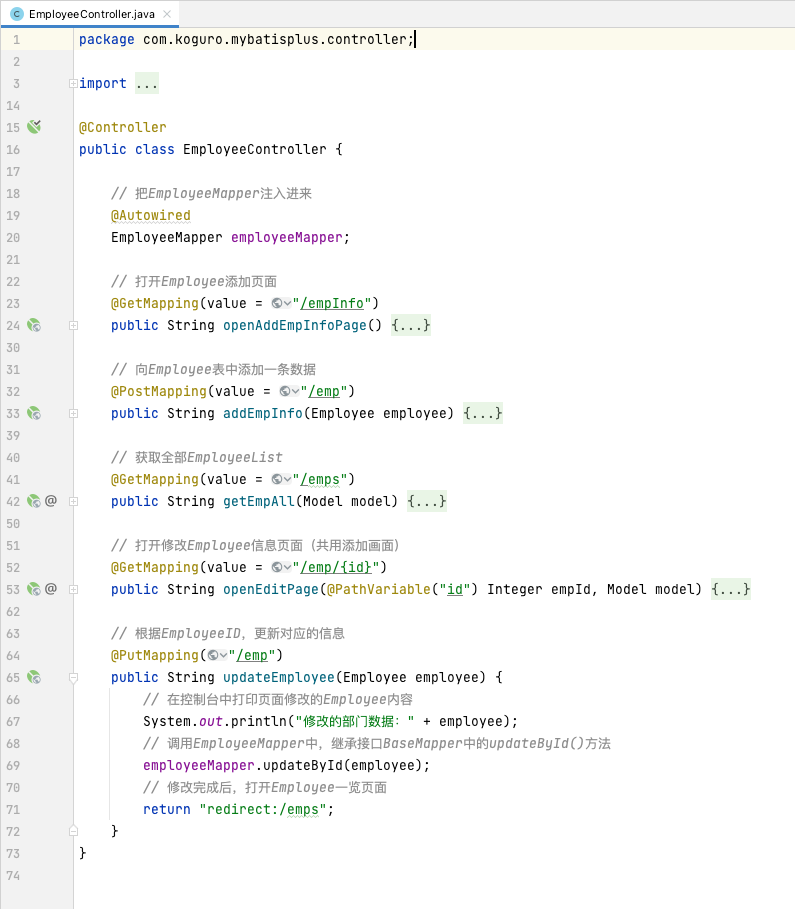 EmployeeController.java
1 package com.koguro.mybatisplus.controller;
2
3 import ...
14
15 @Controller
16 public class EmployeeController {
17
18 // 把EmployeeMapper注入进来
19 @Autowired
20 EmployeeMapper employeeMapper;
21
22 // 打开Employee添加页面
23 @GetMapping(value = "/empInfo")
24 public String openAddEmpInfoPage() {...}
30
31 // 向Employee表中添加一条数据
32 @PostMapping(value = "/emp")
33 public String addEmpInfo(Employee employee) {...}
39
40 // 获取全部EmployeeList
41 @GetMapping(value = "/emps")
42 @ public String getEmpAll(Model model) {...}
50
51 // 打开修改Employee信息页面（共用添加画面）
52 @GetMapping(value = "/emp/{id}")
53 @ public String openEditPage(@PathVariable("id") Integer empId, Model model) {...}
62
63 // 根据EmployeeID，更新对应的信息
64 @PutMapping("/emp")
65 public String updateEmployee(Employee employee) {
66 // 在控制台中打印页面修改的Employee内容
67 System.out.println("修改的部门数据：" + employee);
68 // 调用EmployeeMapper中，继承接口BaseMapper中的updateById()方法
69 employeeMapper.updateById(employee);
70 // 修改完成后，打开Employee一览页面
71 return "redirect:/emps";
72 }
73 }
74